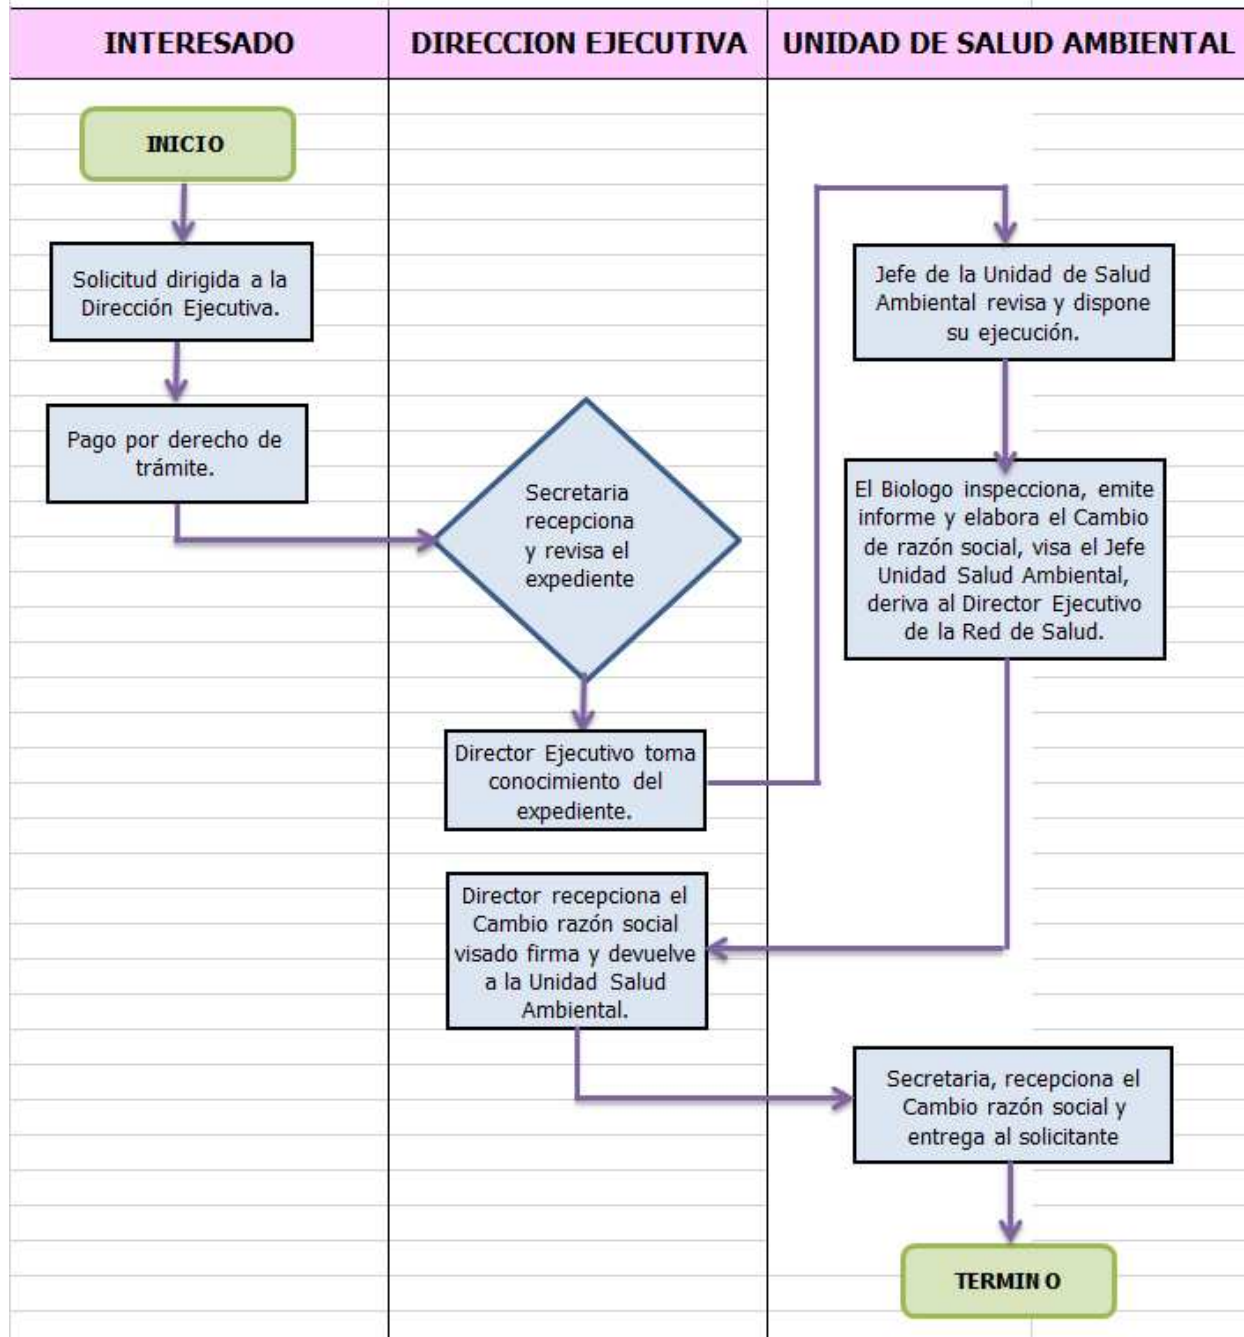 INTERESADO
DIRECCION EJECUTIVA
UNIDAD DE SALUD AMBIENTAL
INICIO
Solicitud dirigida a la
Dirección Ejecutiva.
Pago por derecho de
trámite.
Secretaria
recepciona
y revisa el
expediente
Director Ejecutivo toma
conocimiento del
expediente.
Jefe de la Unidad de Salud
Ambiental revisa y dispone
su ejecución.
El Biologo inspecciona, emite
informe y elabora el Cambio
de razón social, visa el Jefe
Unidad Salud Ambiental,
deriva al Director Ejecutivo
de la Red de Salud.
Director recepciona el
Cambio razón social
visado firma y devuelve
a la Unidad Salud
Ambiental.
Secretaria, recepciona el
Cambio razón social y
entrega al solicitante
TERMINO